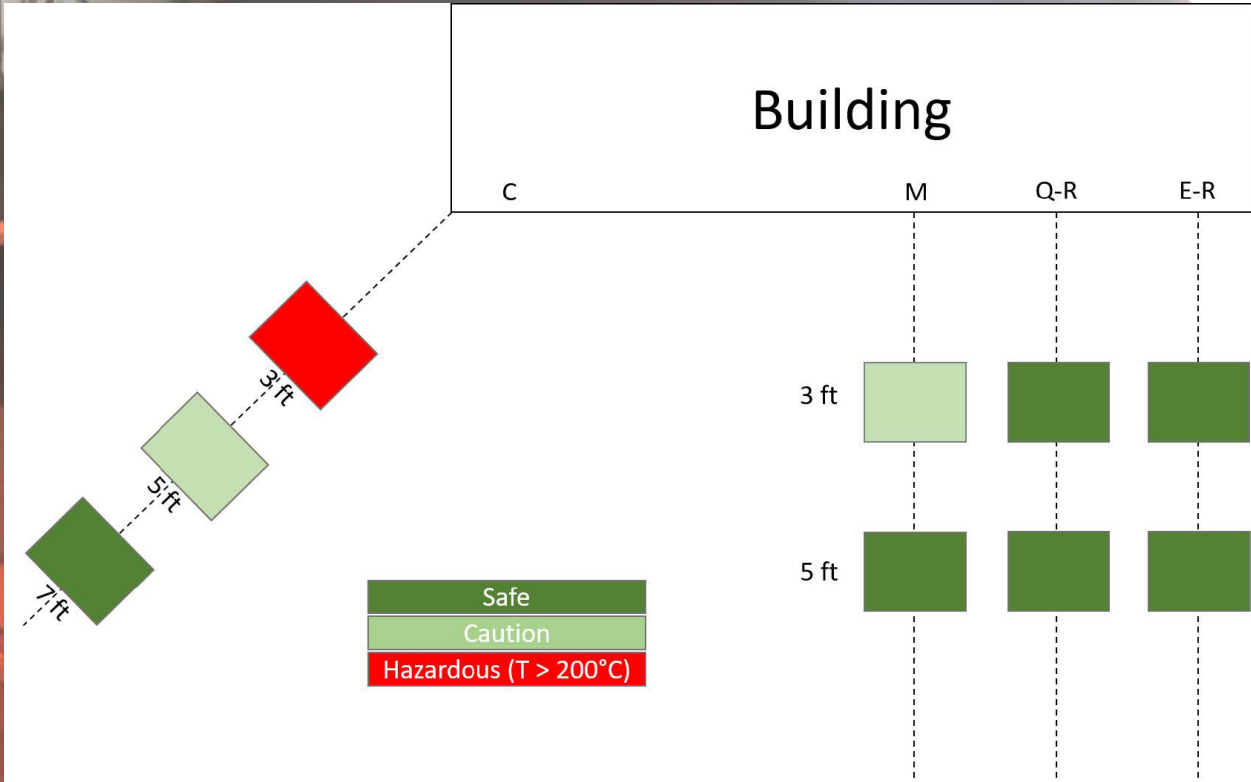 Building
C
M
Q-R
E-R
3 ft
5 ft
7 ft
3 ft
5 ft
Safe
Caution
Hazardous (T > 200°C)